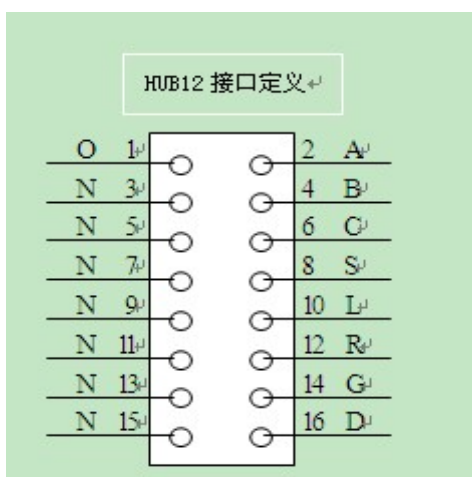 HUB12 接口定义
O 1 2 A
N 3 4 B
N 5 6 C
N 7 8 S
N 9 10 L
N 11 12 R
N 13 14 G
N 15 16 D